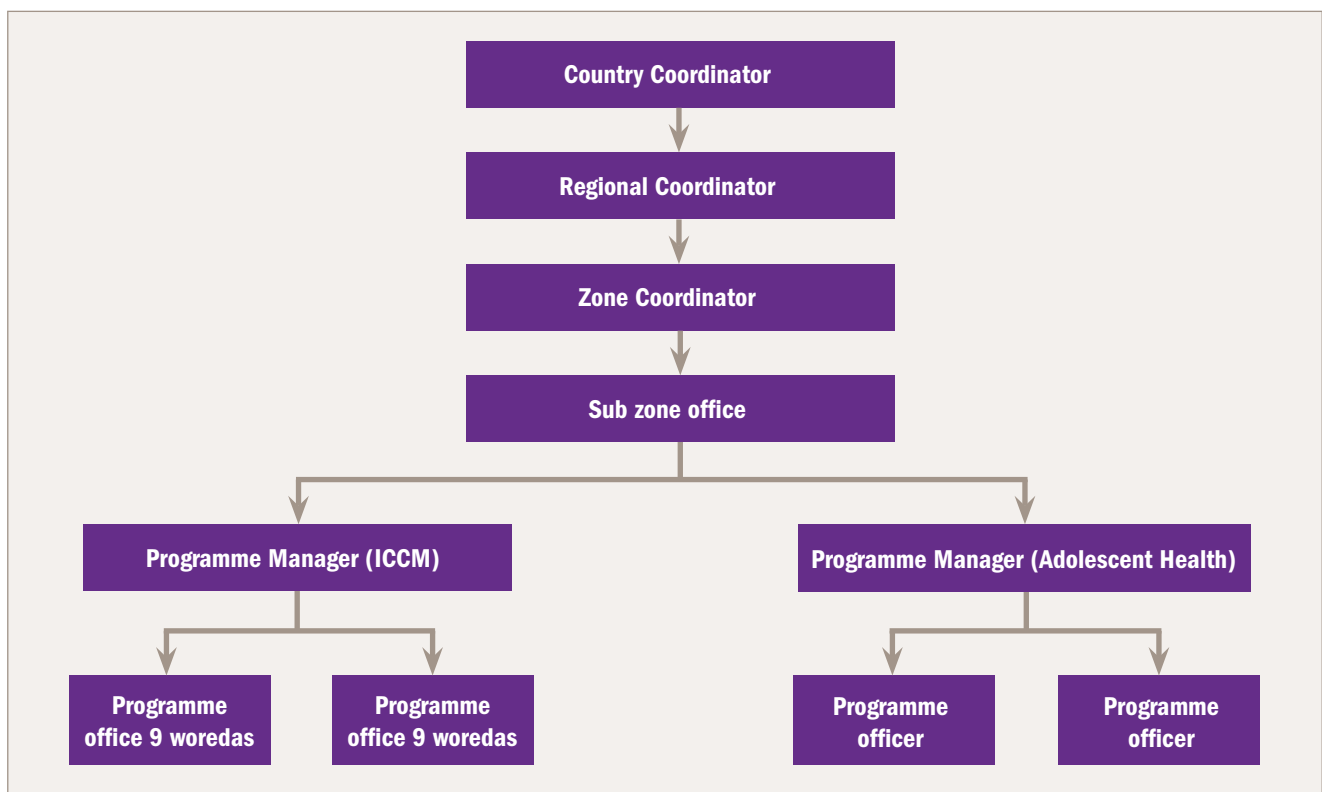 Country Coordinator
Regional Coordinator
Zone Coordinator
Sub zone office
Programme Manager (ICCM)
Programme Manager (Adolescent Health)
Programme
office 9 woredas
Programme
office 9 woredas
Programme
officer
Programme
officer